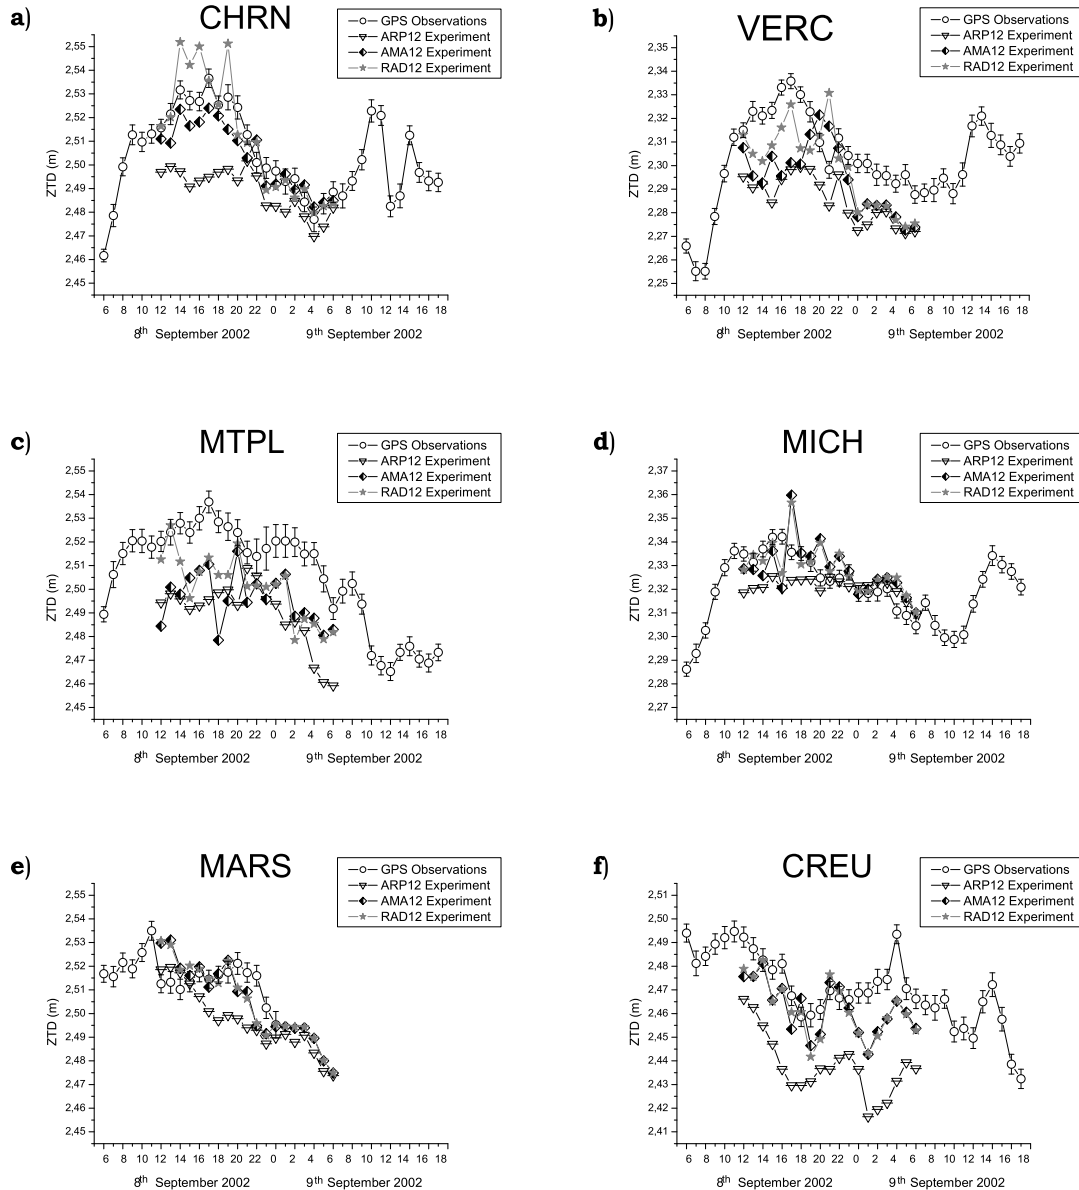 a) CHRN
GPS Observations
ARP12 Experiment
AMA12 Experiment
RAD12 Experiment
2,55
2,54
2,53
2,52
2,51
2,50
2,49
2,48
2,47
2,46
2,45
ZTD (m)
6 8 10 12 14 16 18 20 22 0 2 4 6 8 10 12 14 16 18
8th September 2002 9th September 2002
b) VERC
GPS Observations
ARP12 Experiment
AMA12 Experiment
RAD12 Experiment
2,35
2,34
2,33
2,32
2,31
2,30
2,29
2,28
2,27
2,26
2,25
ZTD (m)
6 8 10 12 14 16 18 20 22 0 2 4 6 8 10 12 14 16 18
8th September 2002 9th September 2002
c) MTPL
GPS Observations
ARP12 Experiment
AMA12 Experiment
RAD12 Experiment
2,55
2,54
2,53
2,52
2,51
2,50
2,49
2,48
2,47
2,46
2,45
ZTD (m)
6 8 10 12 14 16 18 20 22 0 2 4 6 8 10 12 14 16 18
8th September 2002 9th September 2002
d) MICH
GPS Observations
ARP12 Experiment
AMA12 Experiment
RAD12 Experiment
2,37
2,36
2,35
2,34
2,33
2,32
2,31
2,30
2,29
2,28
2,27
ZTD (m)
6 8 10 12 14 16 18 20 22 0 2 4 6 8 10 12 14 16 18
8th September 2002 9th September 2002
e) MARS
GPS Observations
ARP12 Experiment
AMA12 Experiment
RAD12 Experiment
2,55
2,54
2,53
2,52
2,51
2,50
2,49
2,48
2,47
2,46
2,45
ZTD (m)
6 8 10 12 14 16 18 20 22 0 2 4 6 8 10 12 14 16 18
8th September 2002 9th September 2002
f) CREU
GPS Observations
ARP12 Experiment
AMA12 Experiment
RAD12 Experiment
2,51
2,50
2,49
2,48
2,47
2,46
2,45
2,44
2,43
2,42
2,41
ZTD (m)
6 8 10 12 14 16 18 20 22 0 2 4 6 8 10 12 14 16 18
8th September 2002 9th September 2002